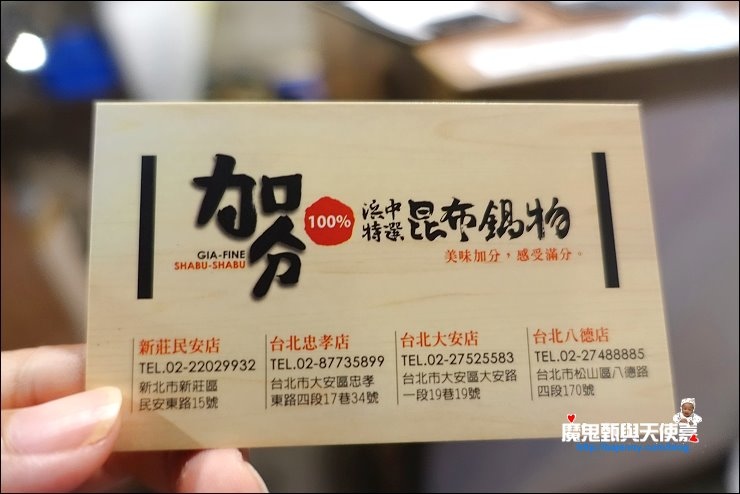 加分
GIA-FINE
SHABU-SHABU
100%
浜中
特選
昆布鍋物
美味加分，感受滿分。
新莊民安店
TEL.02-22029932
新北市新莊區
民安東路15號
台北忠孝店
TEL.02-87735899
台北市大安區忠孝
東路四段17巷34號
台北大安店
TEL.02-27525583
台北市大安區大安路
一段19巷19號
台北八德店
TEL.02-27488885
台北市松山區八德路
四段170號
魔鬼甄與天使嘉